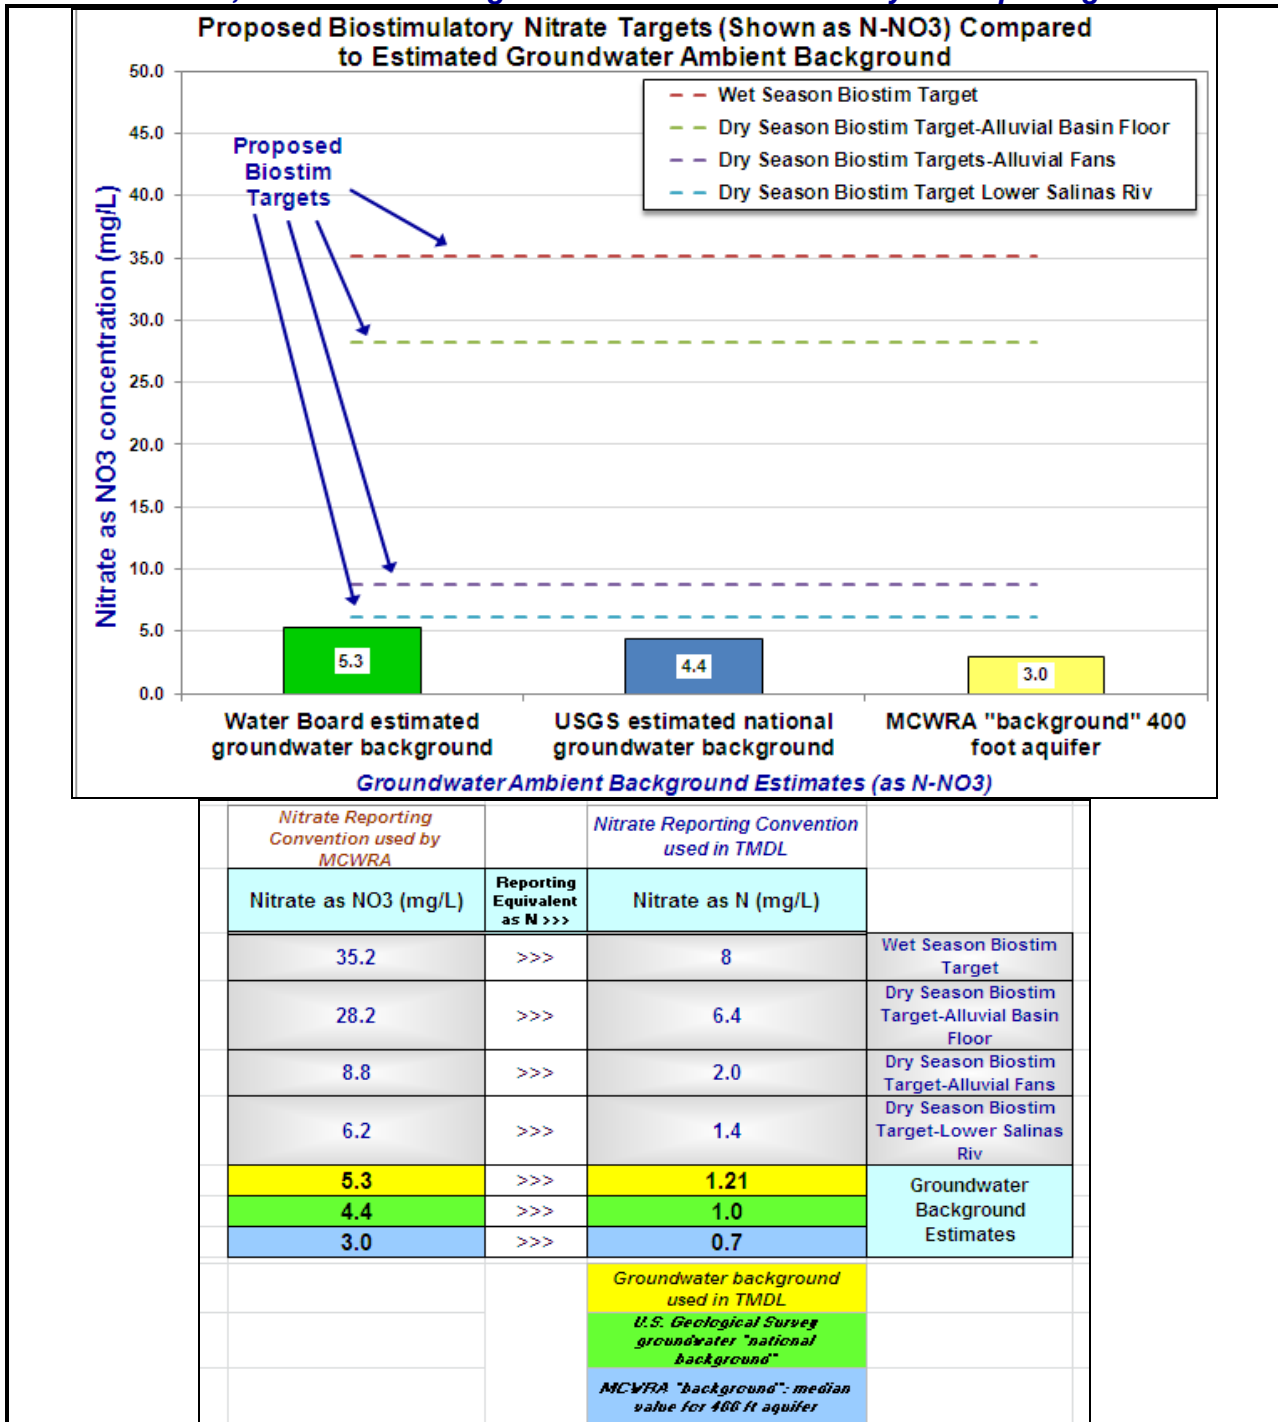 Proposed Biostimulatory Nitrate Targets (Shown as N-NO3) Compared
to Estimated Groundwater Ambient Background
50.0
45.0
40.0
35.0
30.0
25.0
20.0
15.0
10.0
5.0
0.0
Nitrate as NO3 concentration (mg/L)
Wet Season Biostim Target
Dry Season Biostim Target-Alluvial Basin Floor
Dry Season Biostim Targets-Alluvial Fans
Dry Season Biostim Target Lower Salinas Riv
Proposed
Biostim
Targets
5.3
4.4
3.0
Water Board estimated
groundwater background
USGS estimated national
groundwater background
MCWRA "background" 400
foot aquifer
Groundwater Ambient Background Estimates (as N-NO3)
Nitrate Reporting
Convention used by
MCWRA
Nitrate Reporting Convention
used in TMDL
Nitrate as NO3 (mg/L)
Reporting
Equivalent
as N >>>
Nitrate as N (mg/L)
35.2 >>> 8
Wet Season Biostim
Target
28.2 >>> 6.4
Dry Season Biostim
Target-Alluvial Basin
Floor
8.8 >>> 2.0
Dry Season Biostim
Target-Alluvial Fans
6.2 >>> 1.4
Dry Season Biostim
Target-Lower Salinas
Riv
5.3 >>> 1.21
4.4 >>> 1.0
3.0 >>> 0.7
Groundwater
Background
Estimates
Groundwater background
used in TMDL
U.S. Geological Survey
groundwater "national
background"
MCWRA "background": median
value for 400 ft aquifer